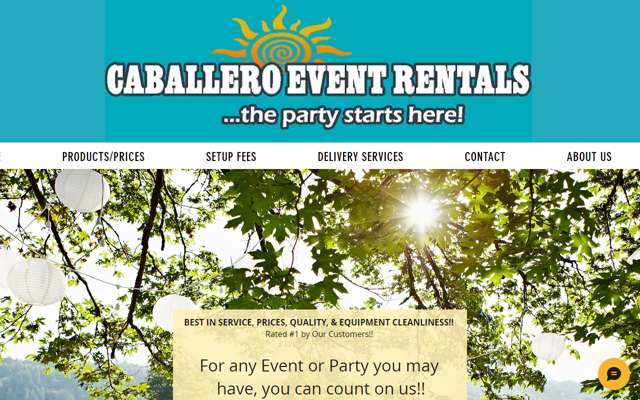 CABALLERO EVENT RENTALS
...the party starts here!
PRODUCTS/PRICES
SETUP FEES
DELIVERY SERVICES
CONTACT
ABOUT US
BEST IN SERVICE, PRICES, QUALITY, & EQUIPMENT CLEANLINESS!!
Rated #1 by Our Customers!!
For any Event or Party you may
have, you can count on us!!